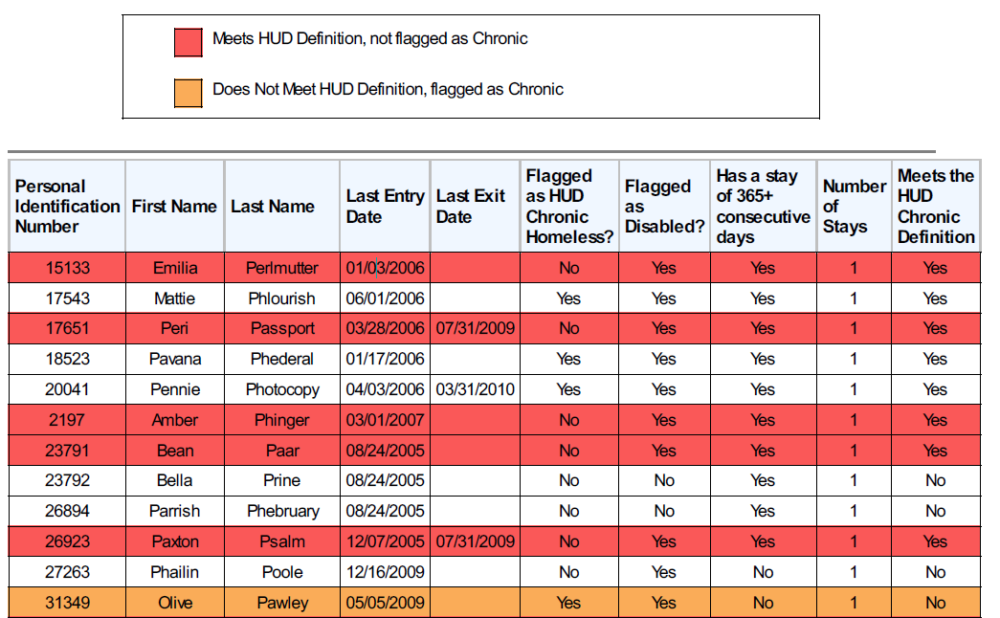 Meets HUD Definition, not flagged as Chronic
Does Not Meet HUD Definition, flagged as Chronic
Personal Identification Number First Name Last Name Last Entry Date Last Exit Date Flagged as HUD Chronic Homeless? Flagged as Disabled? Has a stay of 365+ consecutive days Number of Stays Meets the HUD Chronic Definition
15133 Emilia Perlmutter 01/03/2006 No Yes Yes 1 Yes
17543 Mattie Phlourish 06/01/2006 Yes Yes Yes 1 Yes
17651 Peri Passport 03/28/2006 07/31/2009 No Yes Yes 1 Yes
18523 Pavana Phederal 01/17/2006 Yes Yes Yes 1 Yes
20041 Pennie Photocopy 04/03/2006 03/31/2010 Yes Yes Yes 1 Yes
2197 Amber Phinger 03/01/2007 No Yes Yes 1 Yes
23791 Bean Paar 08/24/2005 No Yes Yes 1 Yes
23792 Bella Prine 08/24/2005 No No Yes 1 No
26894 Parrish Phebruary 08/24/2005 No No Yes 1 No
26923 Paxton Psalm 12/07/2005 07/31/2009 No Yes Yes 1 Yes
27263 Phailin Poole 12/16/2009 No Yes No 1 No
31349 Olive Pawley 05/05/2009 Yes Yes No 1 No